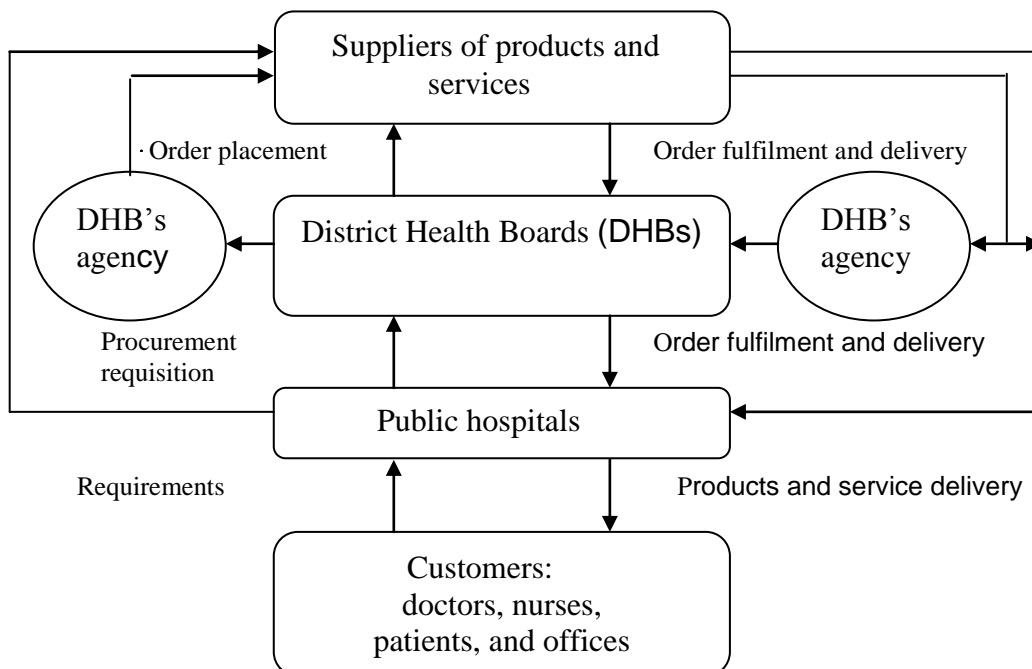 Suppliers of products and
services
· Order placement
Order fulfilment and delivery
DHB’s
agency
District Health Boards (DHBs)
DHB’s
agency
Procurement
requisition
Order fulfilment and delivery
Public hospitals
Requirements
Products and service delivery
Customers:
doctors, nurses,
patients, and offices